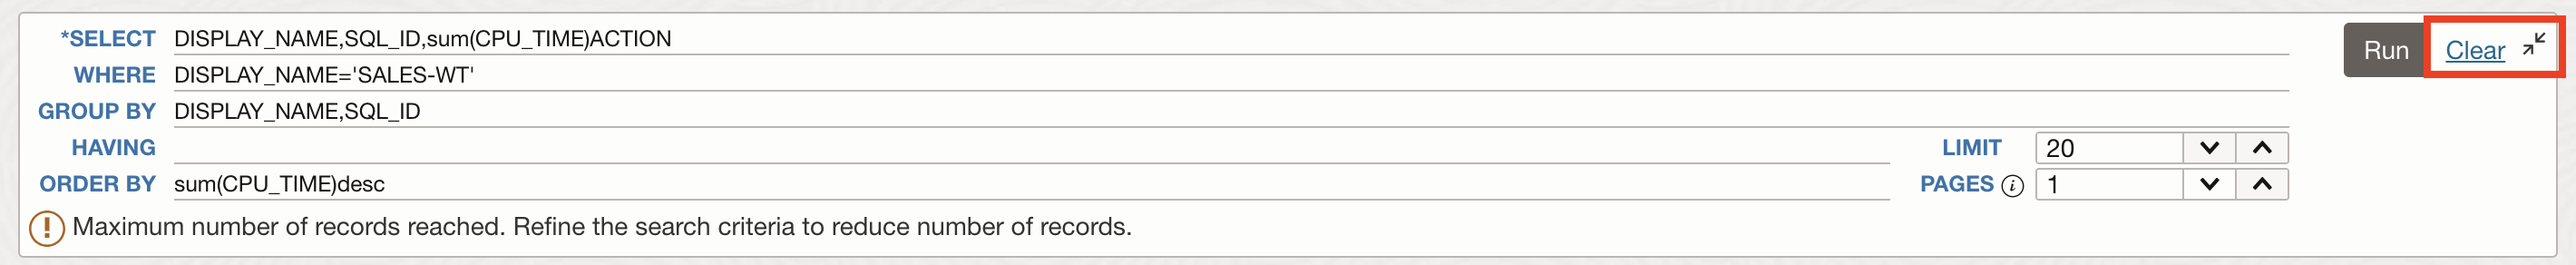 *SELECT DISPLAY_NAME,SQL_ID,sum(CPU_TIME)ACTION Run Clear
WHERE DISPLAY_NAME='SALES-WT'
GROUP BY DISPLAY_NAME,SQL_ID
HAVING LIMIT 20
ORDER BY sum(CPU_TIME)desc PAGES i 1
! Maximum number of records reached. Refine the search criteria to reduce number of records.